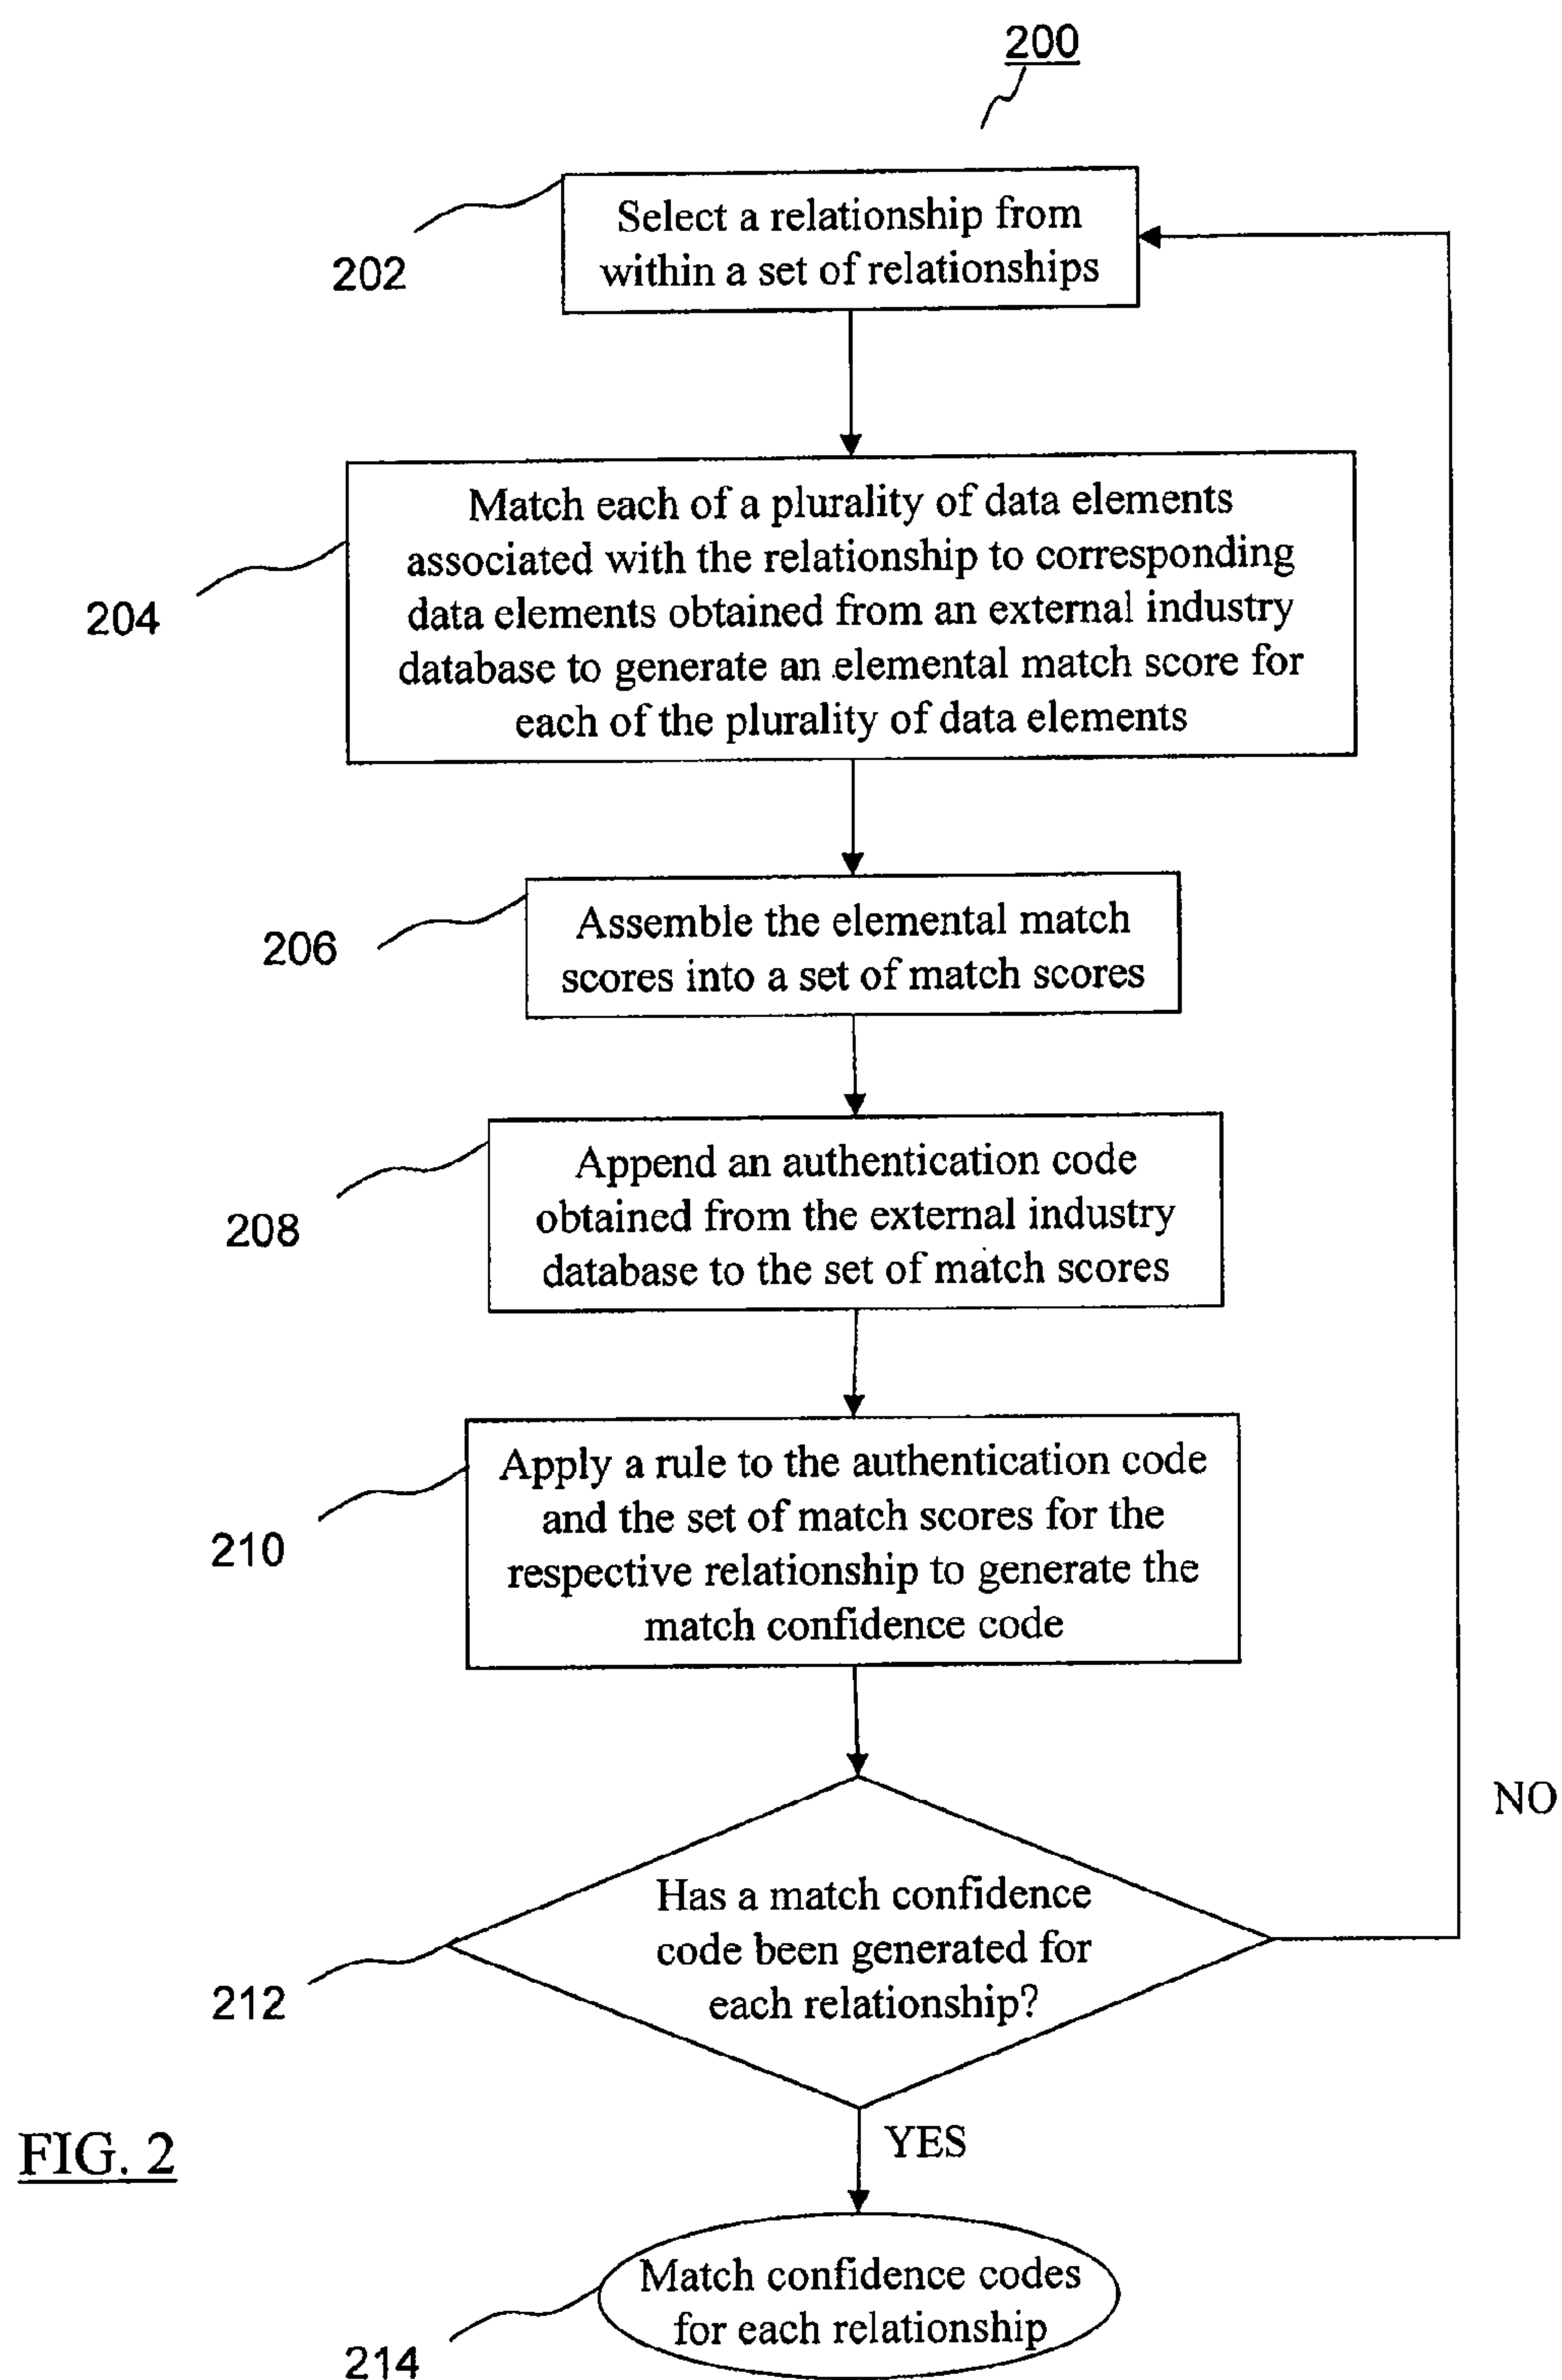 200
Select a relationship from
within a set of relationships
202
Match each of a plurality of data elements
associated with the relationship to corresponding
data elements obtained from an external industry
database to generate an elemental match score for
each of the plurality of data elements
204
Assemble the elemental match
scores into a set of match scores
206
Append an authentication code
obtained from the external industry
database to the set of match scores
208
Apply a rule to the authentication code
and the set of match scores for the
respective relationship to generate the
match confidence code
210
NO
Has a match confidence
code been generated for
each relationship?
212
YES
FIG. 2
Match confidence codes
for each relationship
214